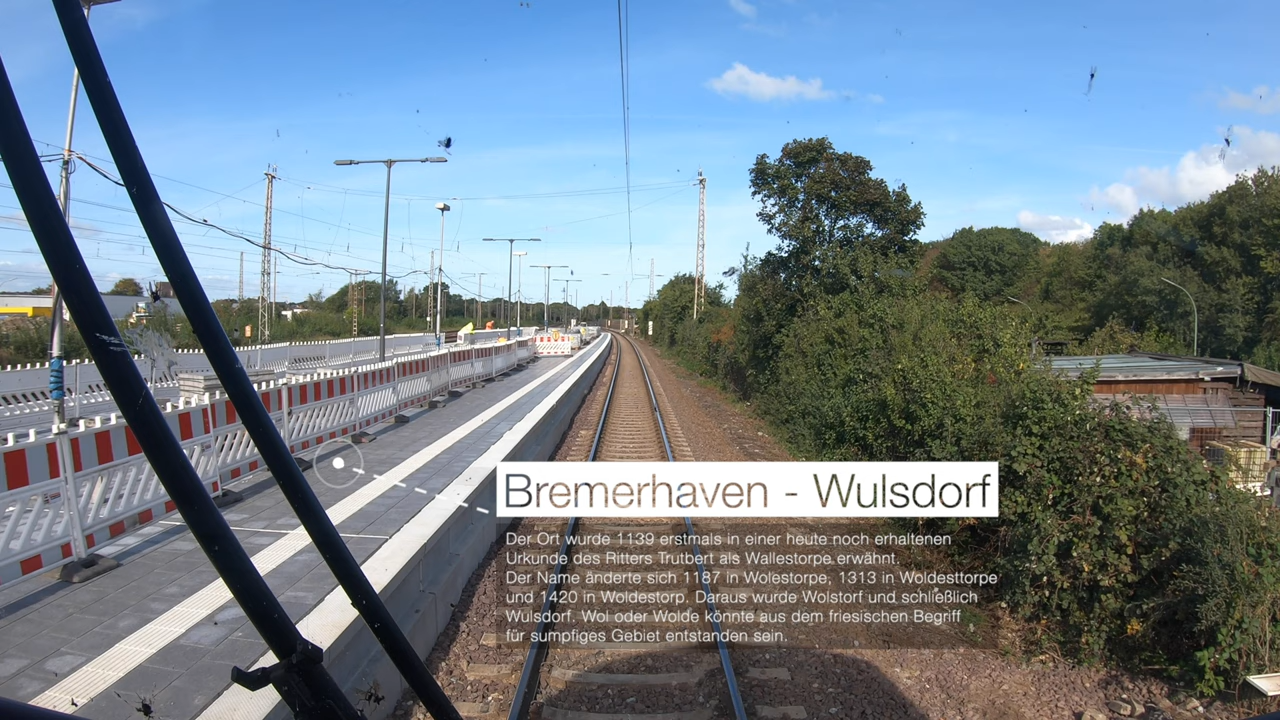 Bremerhaven - Wulsdorf
Der Ort wurde 1139 erstmals in einer heute noch erhaltenen
Urkunde des Ritters Trutbert als Wallestorpe erwähnt.
Der Name änderte sich 1187 in Wolestorpe, 1313 in Woldesttorpe
und 1420 in Woldestorp. Daraus wurde Wolstorf und schließlich
Wulsdorf. Wol oder Wolde könnte aus dem friesischen Begriff
für sumpfiges Gebiet entstanden sein.